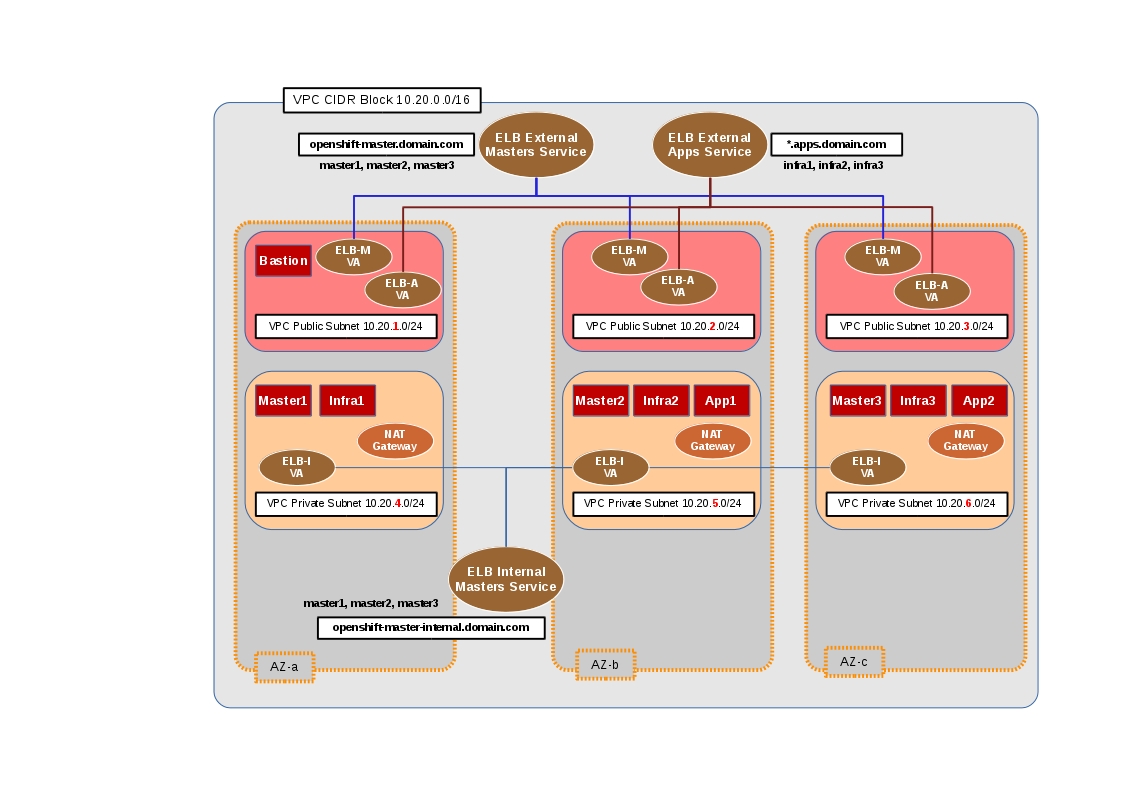 VPC CIDR Block 10.20.0.0/16
openshift-master.domain.com
master1, master2, master3
ELB External
Masters Service
ELB External
Apps Service
*.apps.domain.com
infra1, infra2, infra3
Bastion
ELB-M
VA
ELB-A
VA
VPC Public Subnet 10.20.1.0/24
ELB-M
VA
ELB-A
VA
VPC Public Subnet 10.20.2.0/24
ELB-M
VA
ELB-A
VA
VPC Public Subnet 10.20.3.0/24
Master1
Infra1
NAT
Gateway
ELB-I
VA
VPC Private Subnet 10.20.4.0/24
Master2
Infra2
App1
NAT
Gateway
ELB-I
VA
VPC Private Subnet 10.20.5.0/24
Master3
Infra3
App2
NAT
Gateway
ELB-I
VA
VPC Private Subnet 10.20.6.0/24
ELB Internal
Masters Service
master1, master2, master3
openshift-master-internal.domain.com
AZ-a
AZ-b
AZ-c